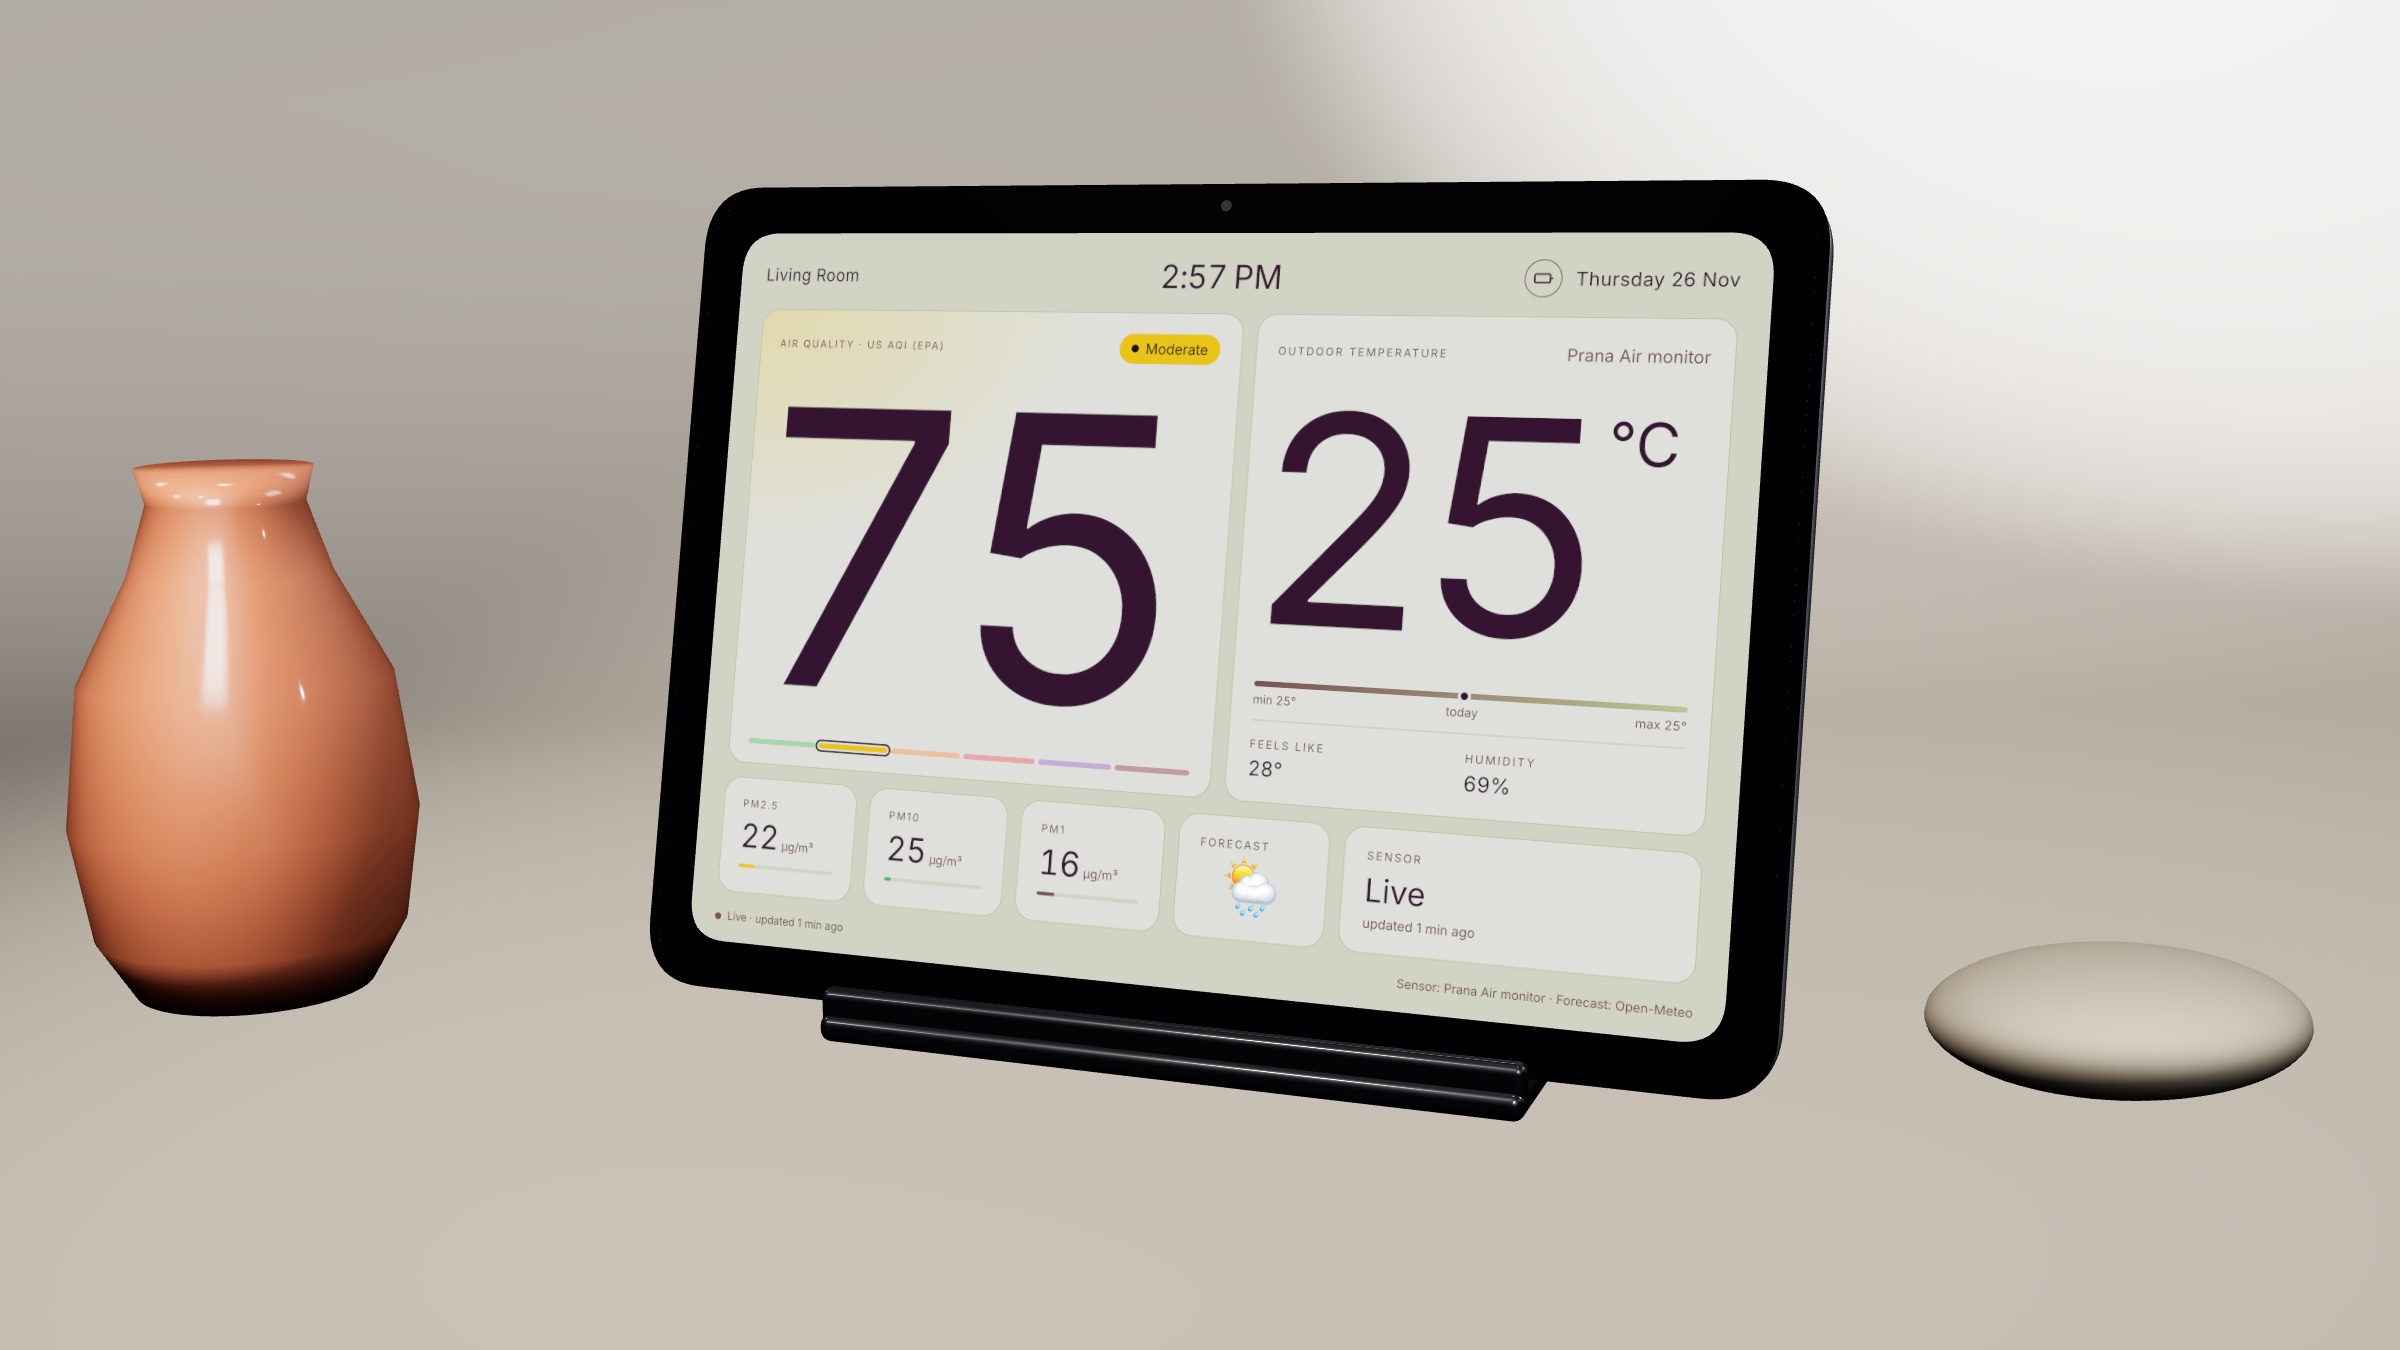 Living Room
2:57 PM
Thursday 26 Nov
AIR QUALITY · US AQI (EPA)
Moderate
75
OUTDOOR TEMPERATURE
Prana Air monitor
25 °C
min 25°
today
max 25°
FEELS LIKE
28°
HUMIDITY
69%
PM2.5
22 µg/m³
PM10
25 µg/m³
PM1
16 µg/m³
FORECAST
SENSOR
Live
updated 1 min ago
Live · updated 1 min ago
Sensor: Prana Air monitor · Forecast: Open-Meteo